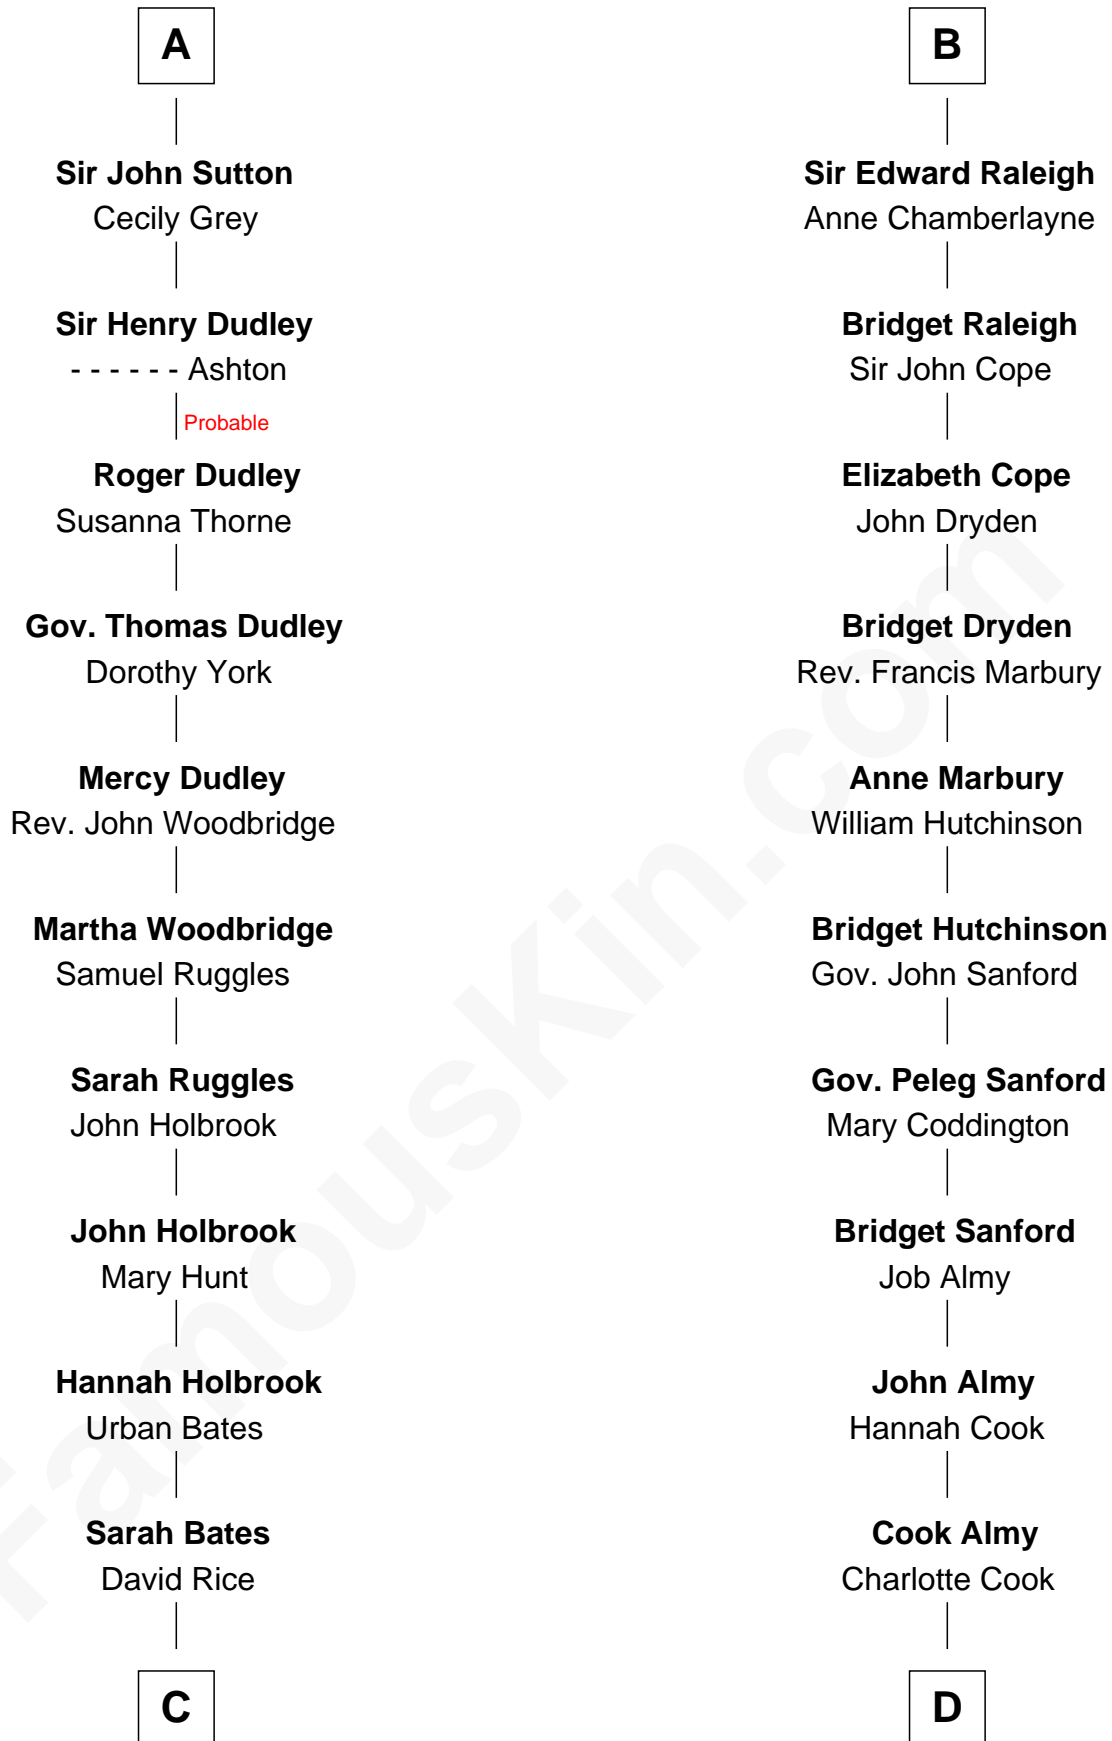 A
Sir John Sutton
Cecily Grey
Sir Henry Dudley
- - - - - - Ashton
Probable
Roger Dudley
Susanna Thorne
Gov. Thomas Dudley
Dorothy York
Mercy Dudley
Rev. John Woodbridge
Martha Woodbridge
Samuel Ruggles
Sarah Ruggles
John Holbrook
John Holbrook
Mary Hunt
Hannah Holbrook
Urban Bates
Sarah Bates
David Rice
C
B
Sir Edward Raleigh
Anne Chamberlayne
Bridget Raleigh
Sir John Cope
Elizabeth Cope
John Dryden
Bridget Dryden
Rev. Francis Marbury
Anne Marbury
William Hutchinson
Bridget Hutchinson
Gov. John Sanford
Gov. Peleg Sanford
Mary Coddington
Bridget Sanford
Job Almy
John Almy
Hannah Cook
Cook Almy
Charlotte Cook
D
FamousKin.com